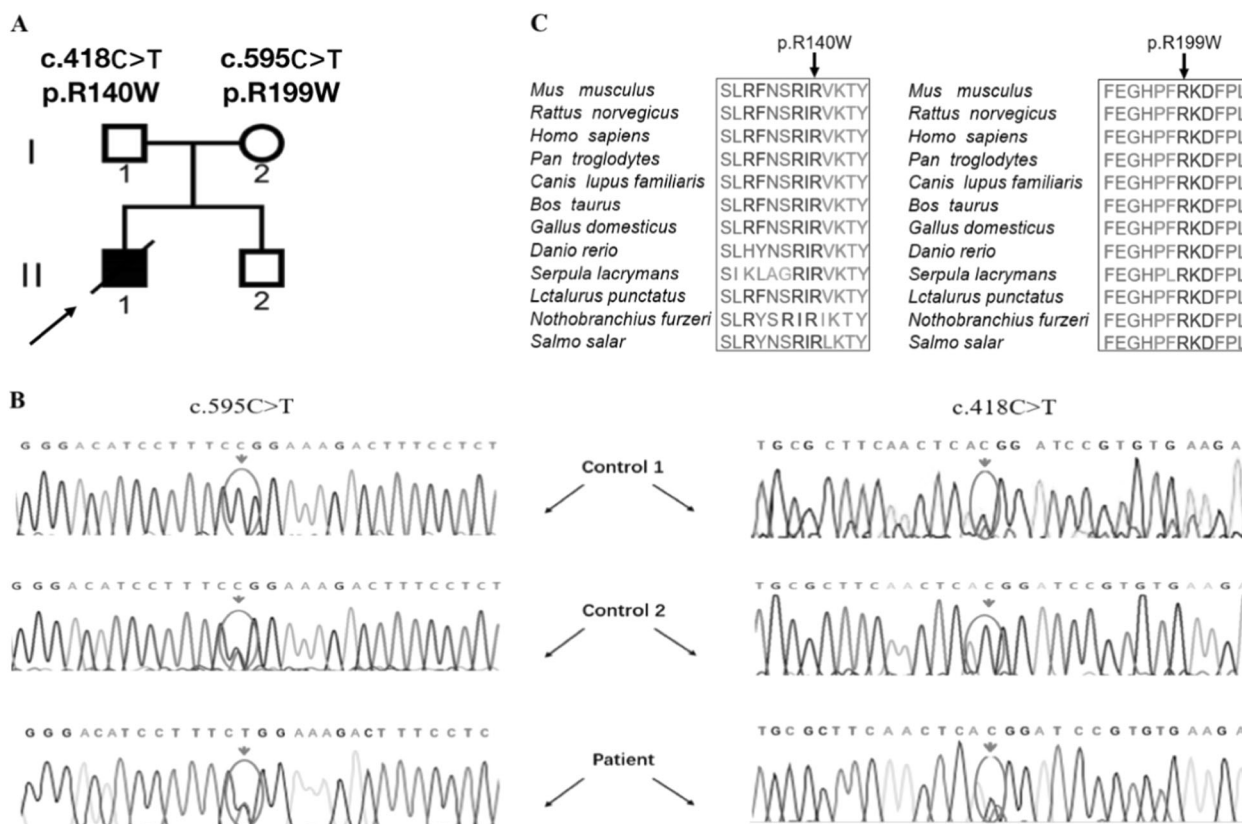 A
c.418C>T c.595C>T
p.R140W p.R199W
I
1 2
II
1 2
C
p.R140W
Mus musculus SLRFNSRIRVKTY
Rattus norvegicus SLRFNSRIRVKTY
Homo sapiens SLRFNSRIRVKTY
Pan troglodytes SLRFNSRIRVKTY
Canis lupus familiaris SLRFNSRIRVKTY
Bos taurus SLRFNSRIRVKTY
Gallus domesticus SLRFNSRIRVKTY
Danio rerio SLHYNSRIRVKTY
Serpula lacrymans SIKLAGRIRVKTY
Lctalurus punctatus SLRFNSRIRVKTY
Nothobranchius furzeri SLRYSRIRIKTY
Salmo salar SLRYNSRIRLKTY
p.R199W
Mus musculus FEGHPFRKDFPL
Rattus norvegicus FEGHPFRKDFPL
Homo sapiens FEGHPFRKDFPL
Pan troglodytes FEGHPFRKDFPL
Canis lupus familiaris FEGHPFRKDFPL
Bos taurus FEGHPFRKDFPL
Gallus domesticus FEGHPFRKDFPL
Danio rerio FEGHPFRKDFPL
Serpula lacrymans FEGHPLRKDFPL
Lctalurus punctatus FEGHPFRKDFPL
Nothobranchius furzeri FEGHPFRKDFPL
Salmo salar FEGHPFRKDFPL
B
c.595C>T
c.418C>T
GGGACATCCTTTCCGGAAAGACTTTCCTCT
Control 1
TGCGCTTCAACTCACGG ATCCGTGTGAAGA
GGGACATCCTTTCCGGAAAGACTTTCCTCT
Control 2
TGCGCTTCAACTCACGGATCCGTGTGAAGA
GGGACATCCTTTCTGGAAAGACTTTCCTC
Patient
TGCGCTTCAACTCACGGATCCGTGTGAAGA